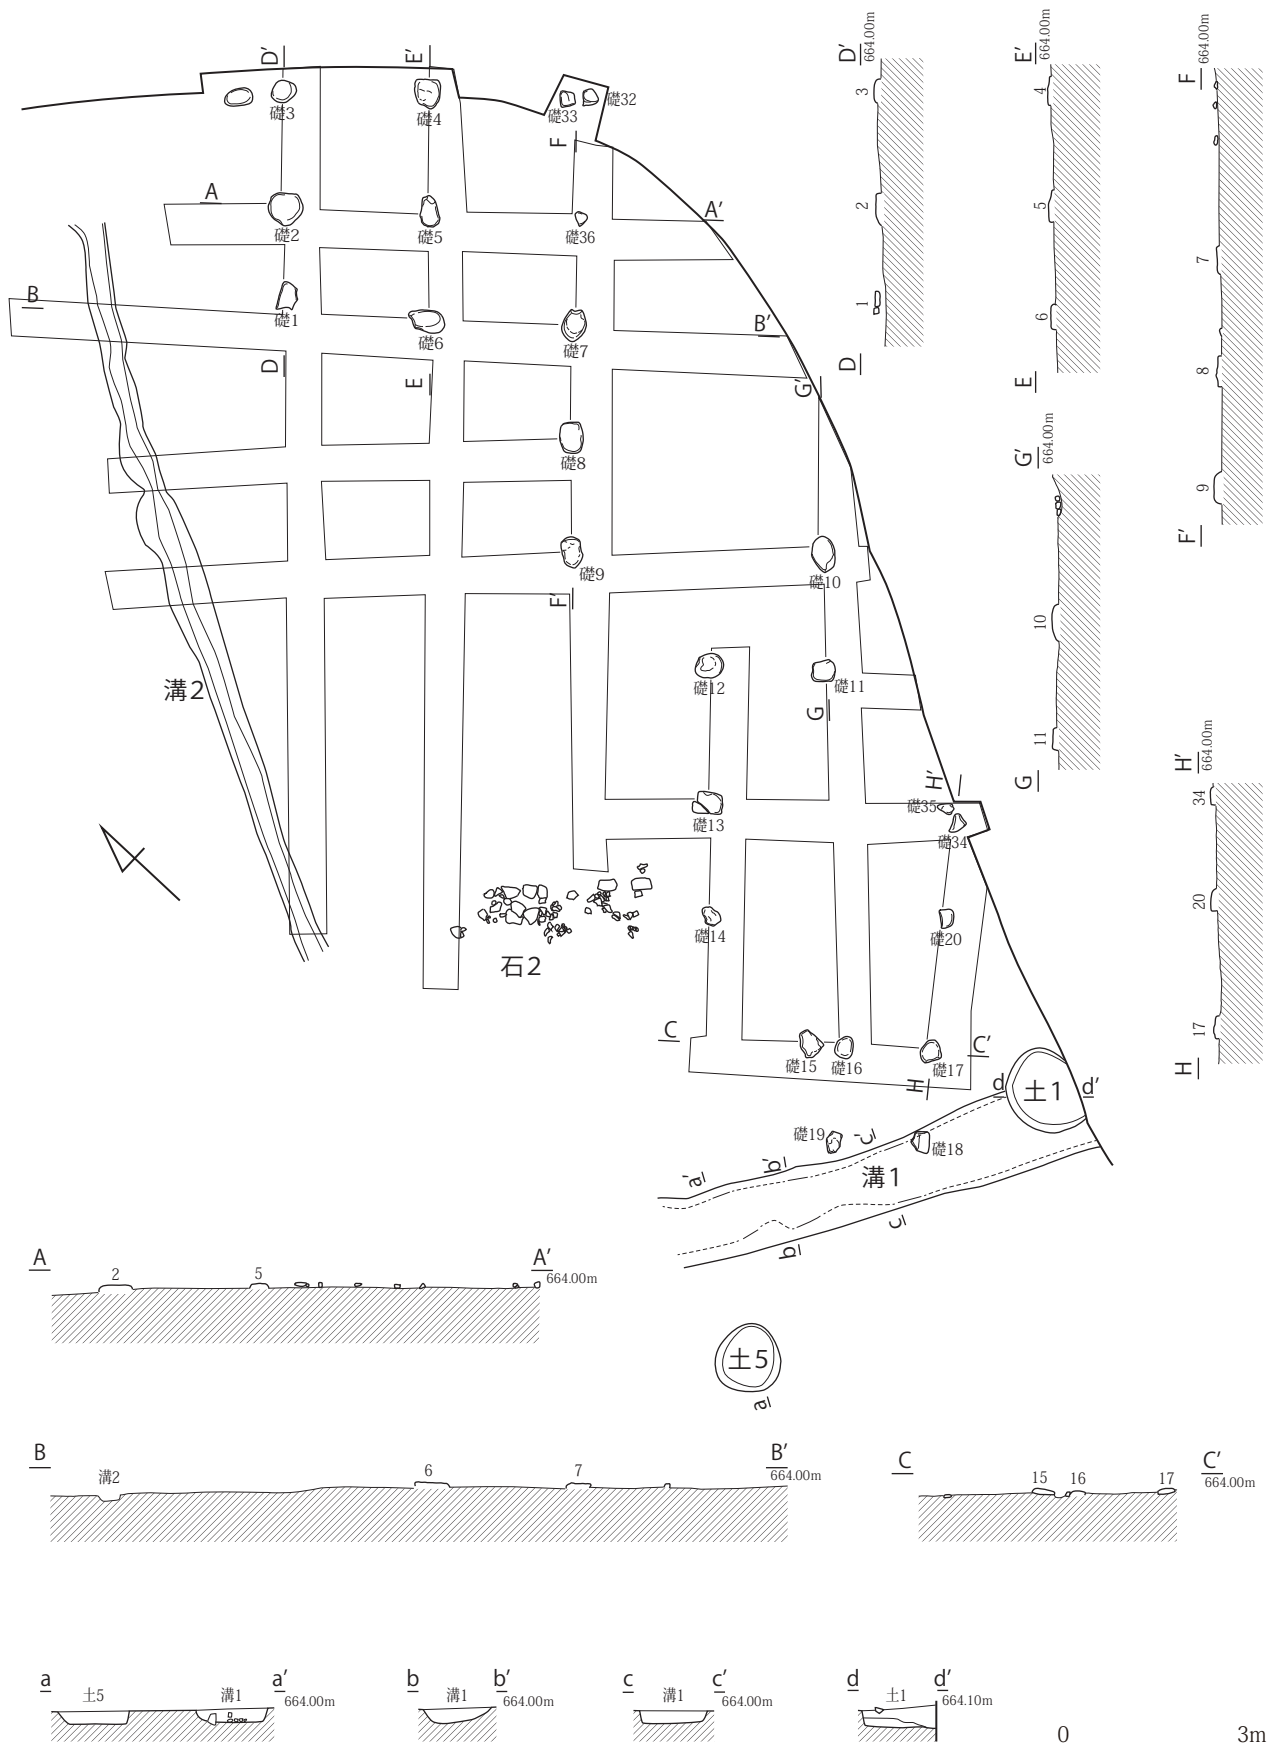 D′
E′
礎3
礎4
礎33
礎32
F
A
A′
礎2
礎5
礎36
B
B′
礎1
礎6
礎7
D
E
G′
礎8
礎9
F′
礎10
溝2
礎12
礎11
G
H′
礎13
礎35
礎34
礎14
礎20
石2
C
C′
礎15
礎16
礎17
H
d
土1
d′
礎19
c′
礎18
b′
a′
溝1
c
b
土5
a
D′
664.00m
3
2
1
D
E′
664.00m
4
5
6
E
F
664.00m
7
8
9
F′
G′
664.00m
10
11
G
H′
664.00m
34
20
17
H
A
2
5
A′
664.00m
B
溝2
6
7
B′
664.00m
C
15
16
17
C′
664.00m
a
土5
溝1
a′
664.00m
b
溝1
b′
664.00m
c
溝1
c′
664.00m
d
土1
d′
664.10m
0
3m